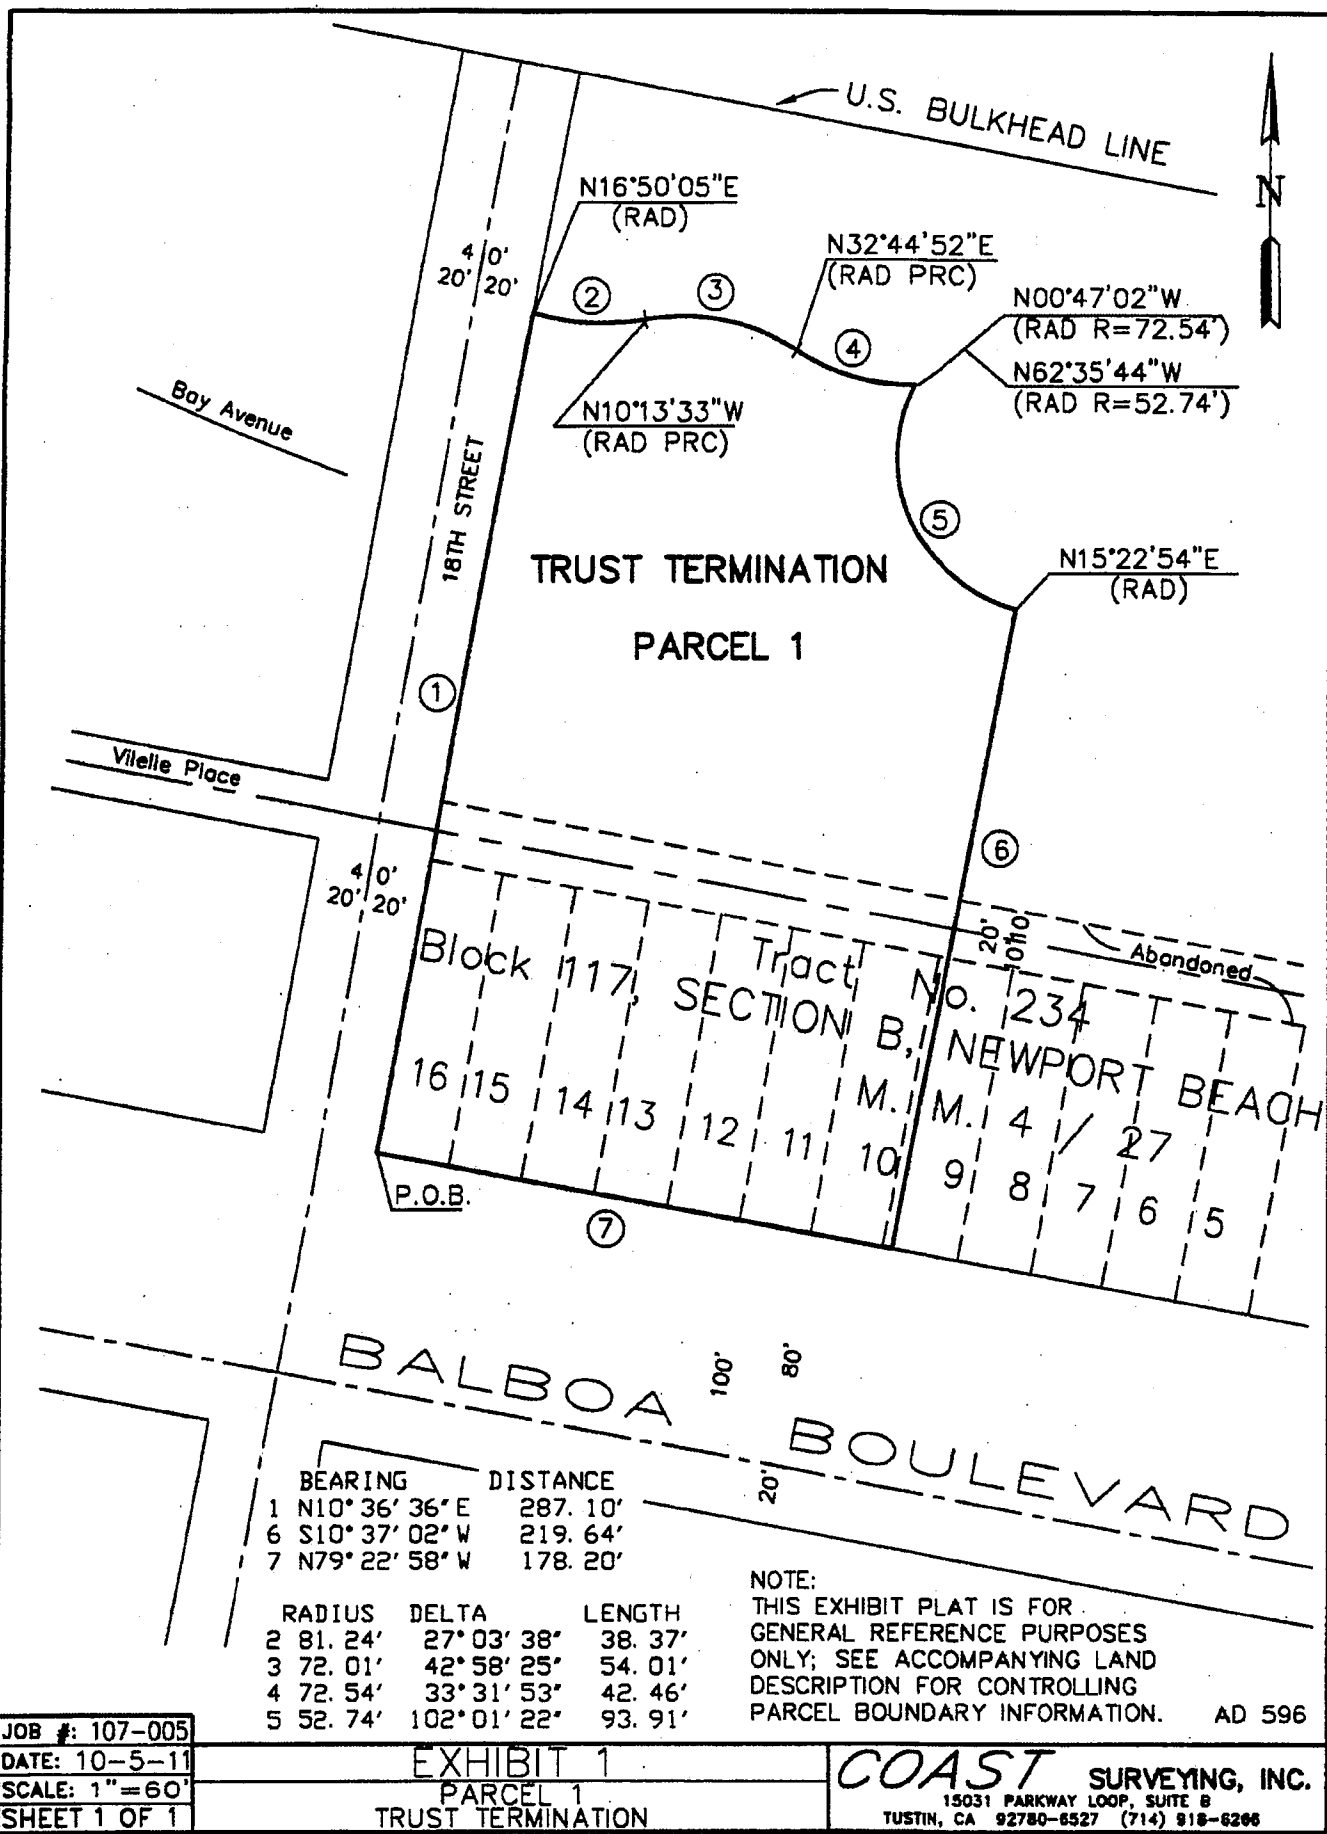 U.S. BULKHEAD LINE
N
N16°50'05"E
(RAD)
N32°44'52"E
(RAD PRC)
40'
20' 20'
2
3
4
N00°47'02"W
(RAD R=72.54')
N62°35'44"W
(RAD R=52.74')
Bay Avenue
N10°13'33"W
(RAD PRC)
18TH STREET
5
TRUST TERMINATION
PARCEL 1
N15°22'54"E
(RAD)
1
Vilelle Place
6
40'
20' 20'
20'
10'
10'
Abandoned
Block 117, Tract No. 234
SECTION B, NEWPORT BEACH
M. M. 4 / 27
16 15 14 13 12 11 10 9 8 7 6 5
P.O.B.
7
BALBOA BOULEVARD
100'
80'
20'
BEARING DISTANCE
1 N10° 36' 36" E 287. 10'
6 S10° 37' 02" W 219. 64'
7 N79° 22' 58" W 178. 20'
RADIUS DELTA LENGTH
2 81. 24' 27° 03' 38" 38. 37'
3 72. 01' 42° 58' 25" 54. 01'
4 72. 54' 33° 31' 53" 42. 46'
5 52. 74' 102° 01' 22" 93. 91'
NOTE:
THIS EXHIBIT PLAT IS FOR
GENERAL REFERENCE PURPOSES
ONLY; SEE ACCOMPANYING LAND
DESCRIPTION FOR CONTROLLING
PARCEL BOUNDARY INFORMATION.
AD 596
JOB #: 107-005
DATE: 10-5-11
SCALE: 1"=60'
SHEET 1 OF 1
EXHIBIT 1
PARCEL 1
TRUST TERMINATION
COAST SURVEYING, INC.
15031 PARKWAY LOOP, SUITE B
TUSTIN, CA 92780-6527 (714) 918-6266